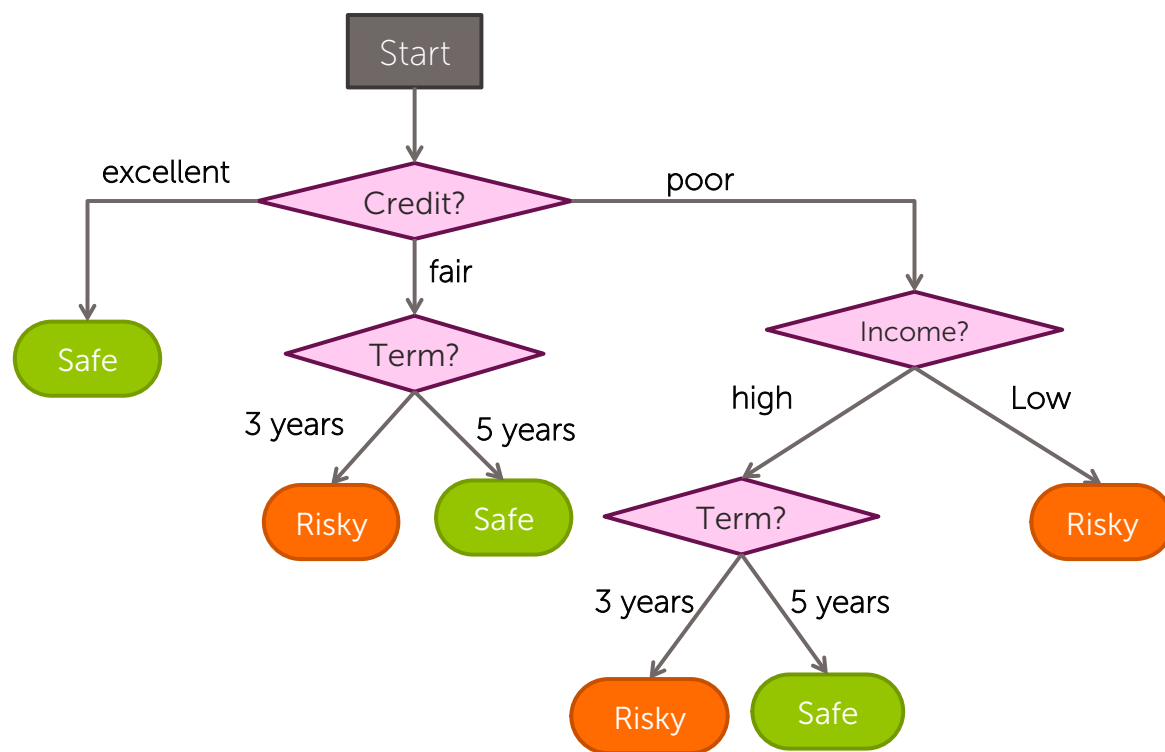 Start
excellent
Credit?
poor
fair
Safe
Term?
Income?
3 years
5 years
high
Low
Risky
Safe
Term?
Risky
3 years
5 years
Risky
Safe